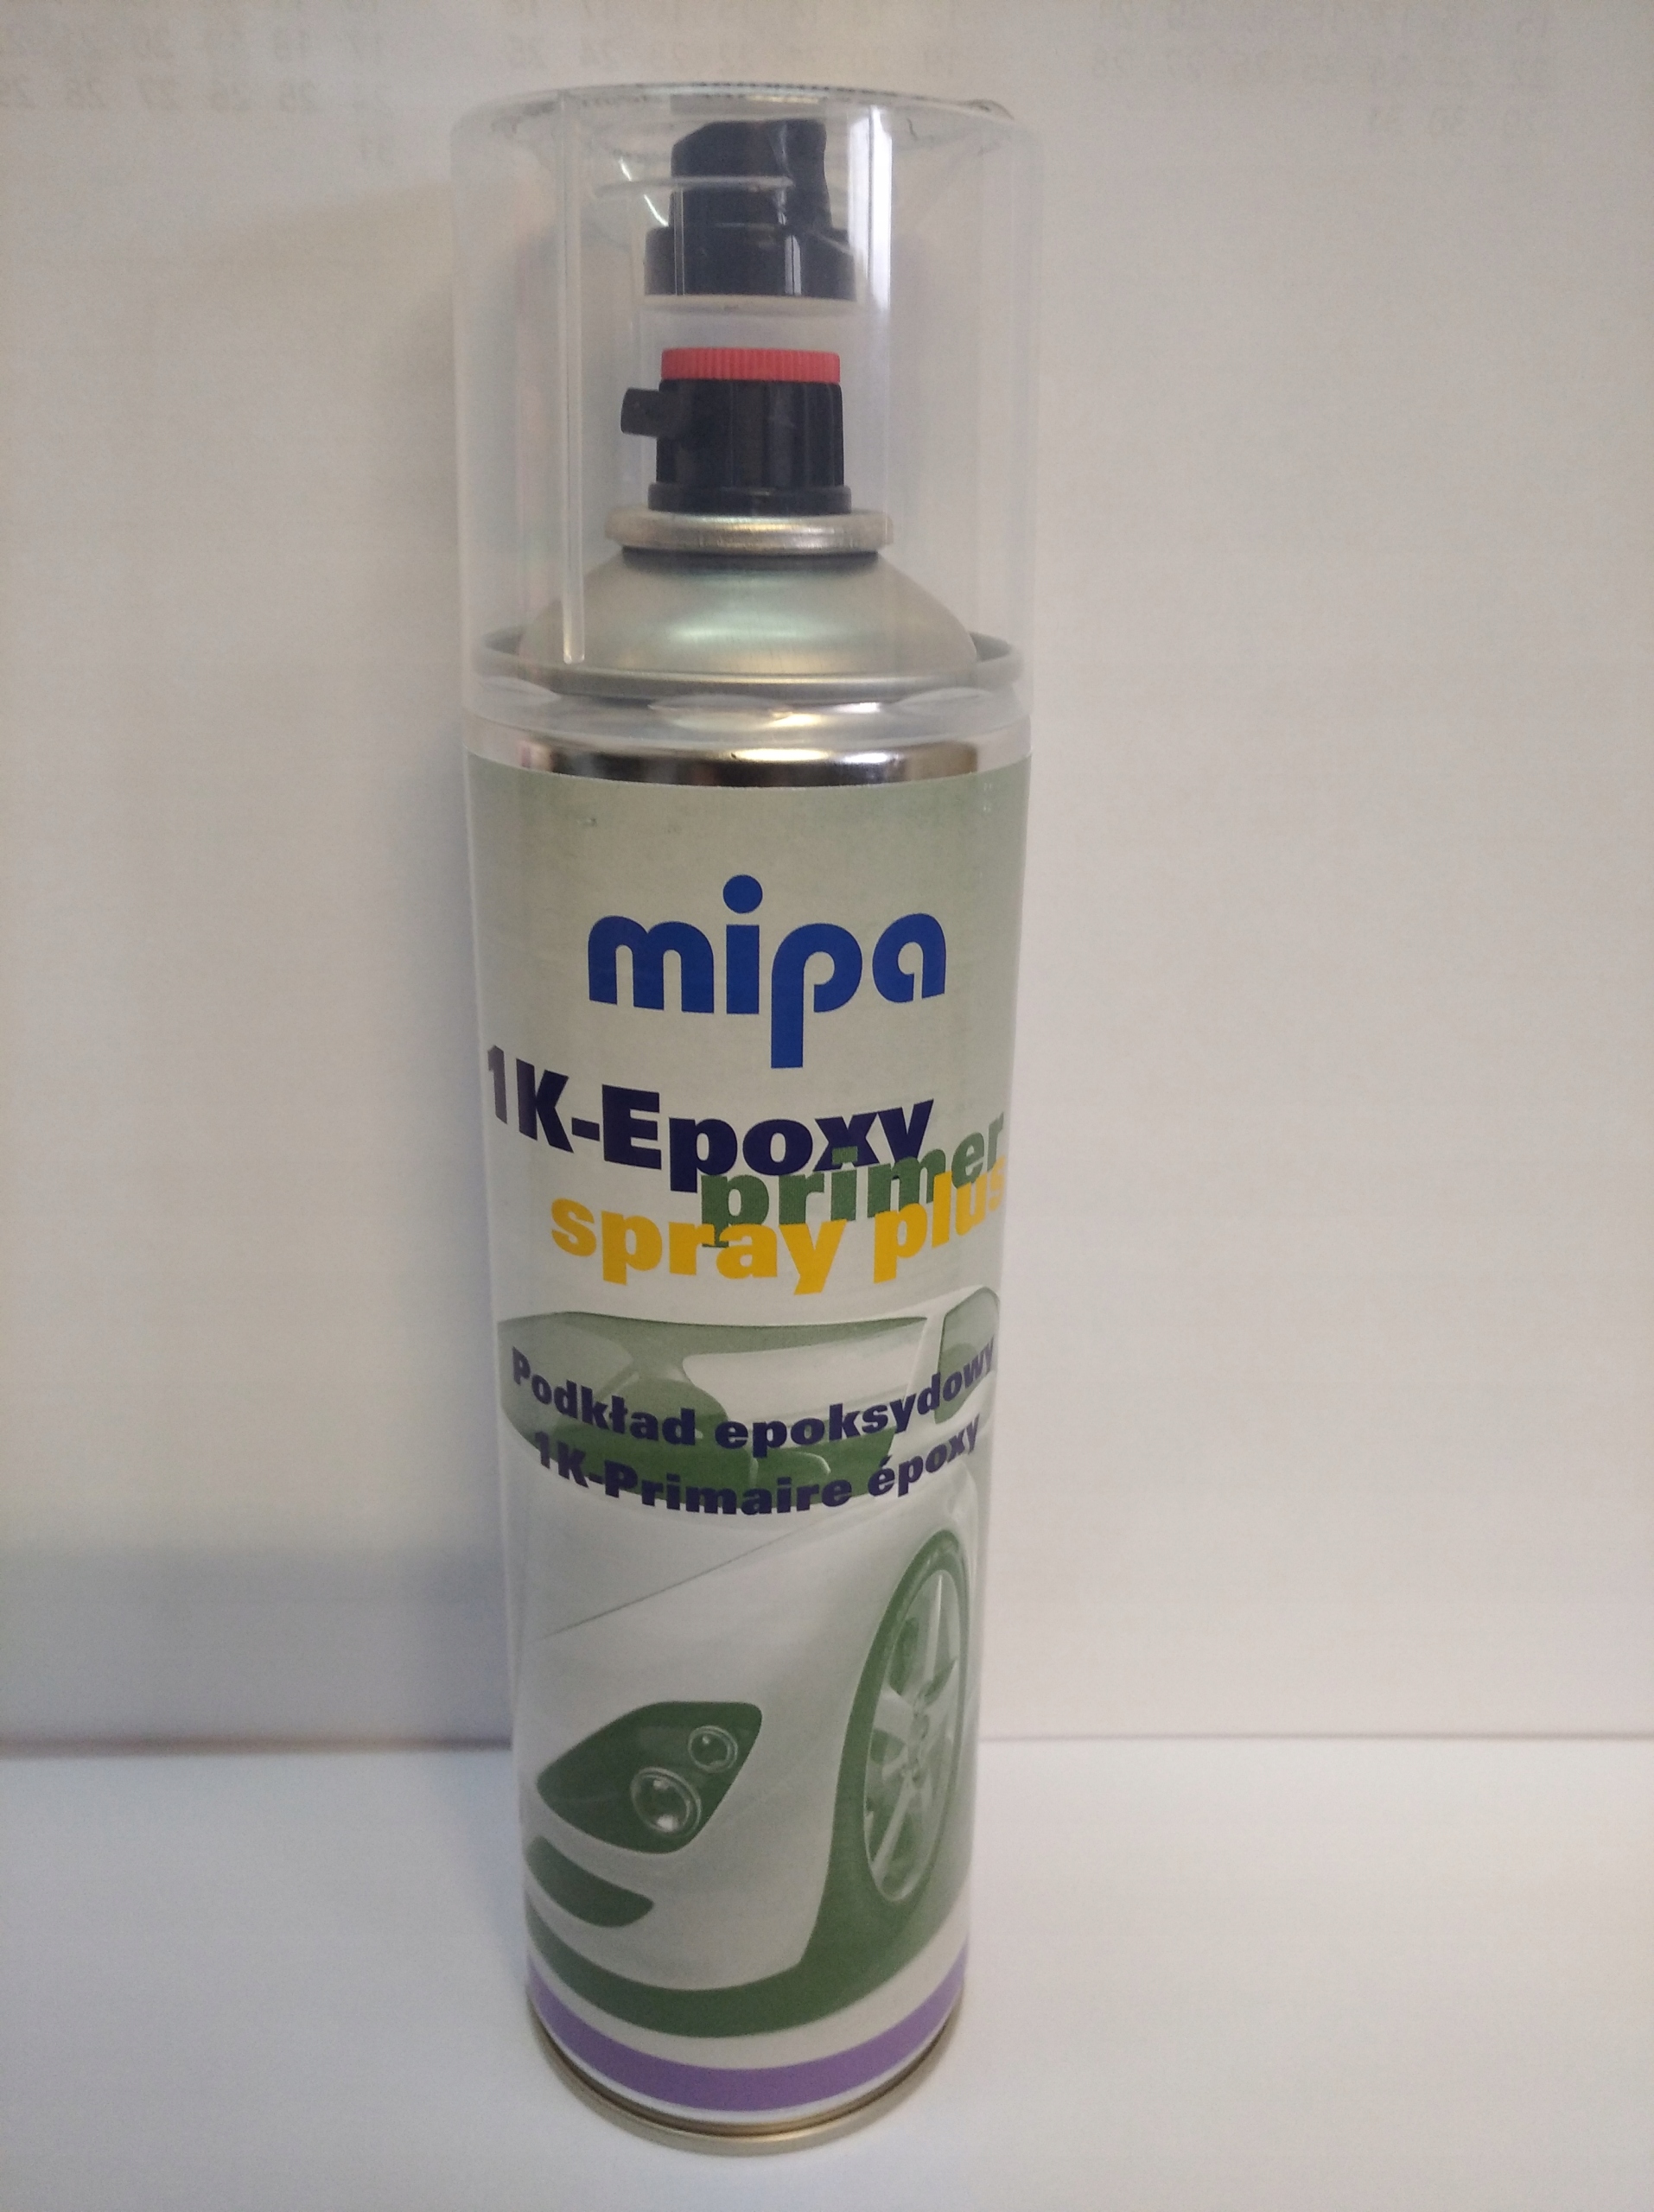 mipa
1K-Epoxy
primer
spray plus
Podkład epoksydowy
1K-Primaire époxy